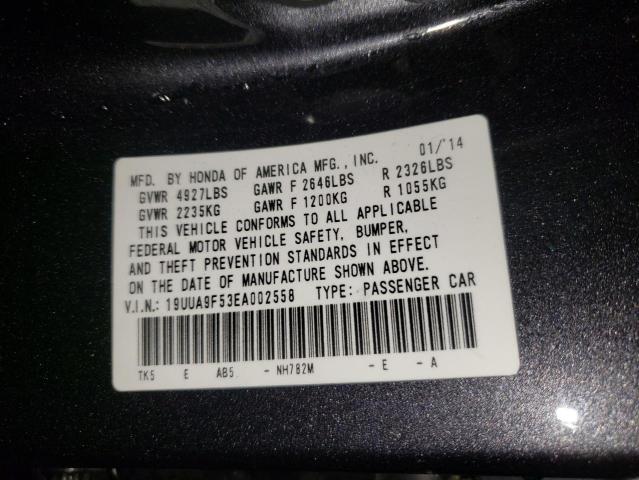 MFD. BY HONDA OF AMERICA MFG., INC. 01/'14
GVWR 4927LBS GAWR F 2646LBS R 2326LBS
GVWR 2235KG GAWR F 1200KG R 1055KG
THIS VEHICLE CONFORMS TO ALL APPLICABLE
FEDERAL MOTOR VEHICLE SAFETY, BUMPER,
AND THEFT PREVENTION STANDARDS IN EFFECT
ON THE DATE OF MANUFACTURE SHOWN ABOVE.
V.I.N.: 19UUA9F53EA002558 TYPE: PASSENGER CAR
TK5 E AB5 - NH782M - E - A